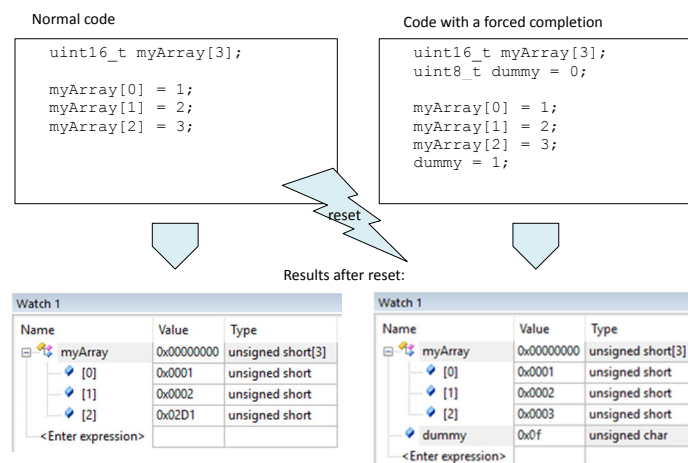 Normal code
uint16_t myArray[3];
myArray[0] = 1;
myArray[1] = 2;
myArray[2] = 3;
Code with a forced completion
uint16_t myArray[3];
uint8_t dummy = 0;
myArray[0] = 1;
myArray[1] = 2;
myArray[2] = 3;
dummy = 1;
reset
Results after reset:
Watch 1
Name Value Type
myArray 0x00000000 unsigned short[3]
[0] 0x0001 unsigned short
[1] 0x0002 unsigned short
[2] 0x02D1 unsigned short
<Enter expression>
Watch 1
Name Value Type
myArray 0x00000000 unsigned short[3]
[0] 0x0001 unsigned short
[1] 0x0002 unsigned short
[2] 0x0003 unsigned short
dummy 0x0f unsigned char
<Enter expression>